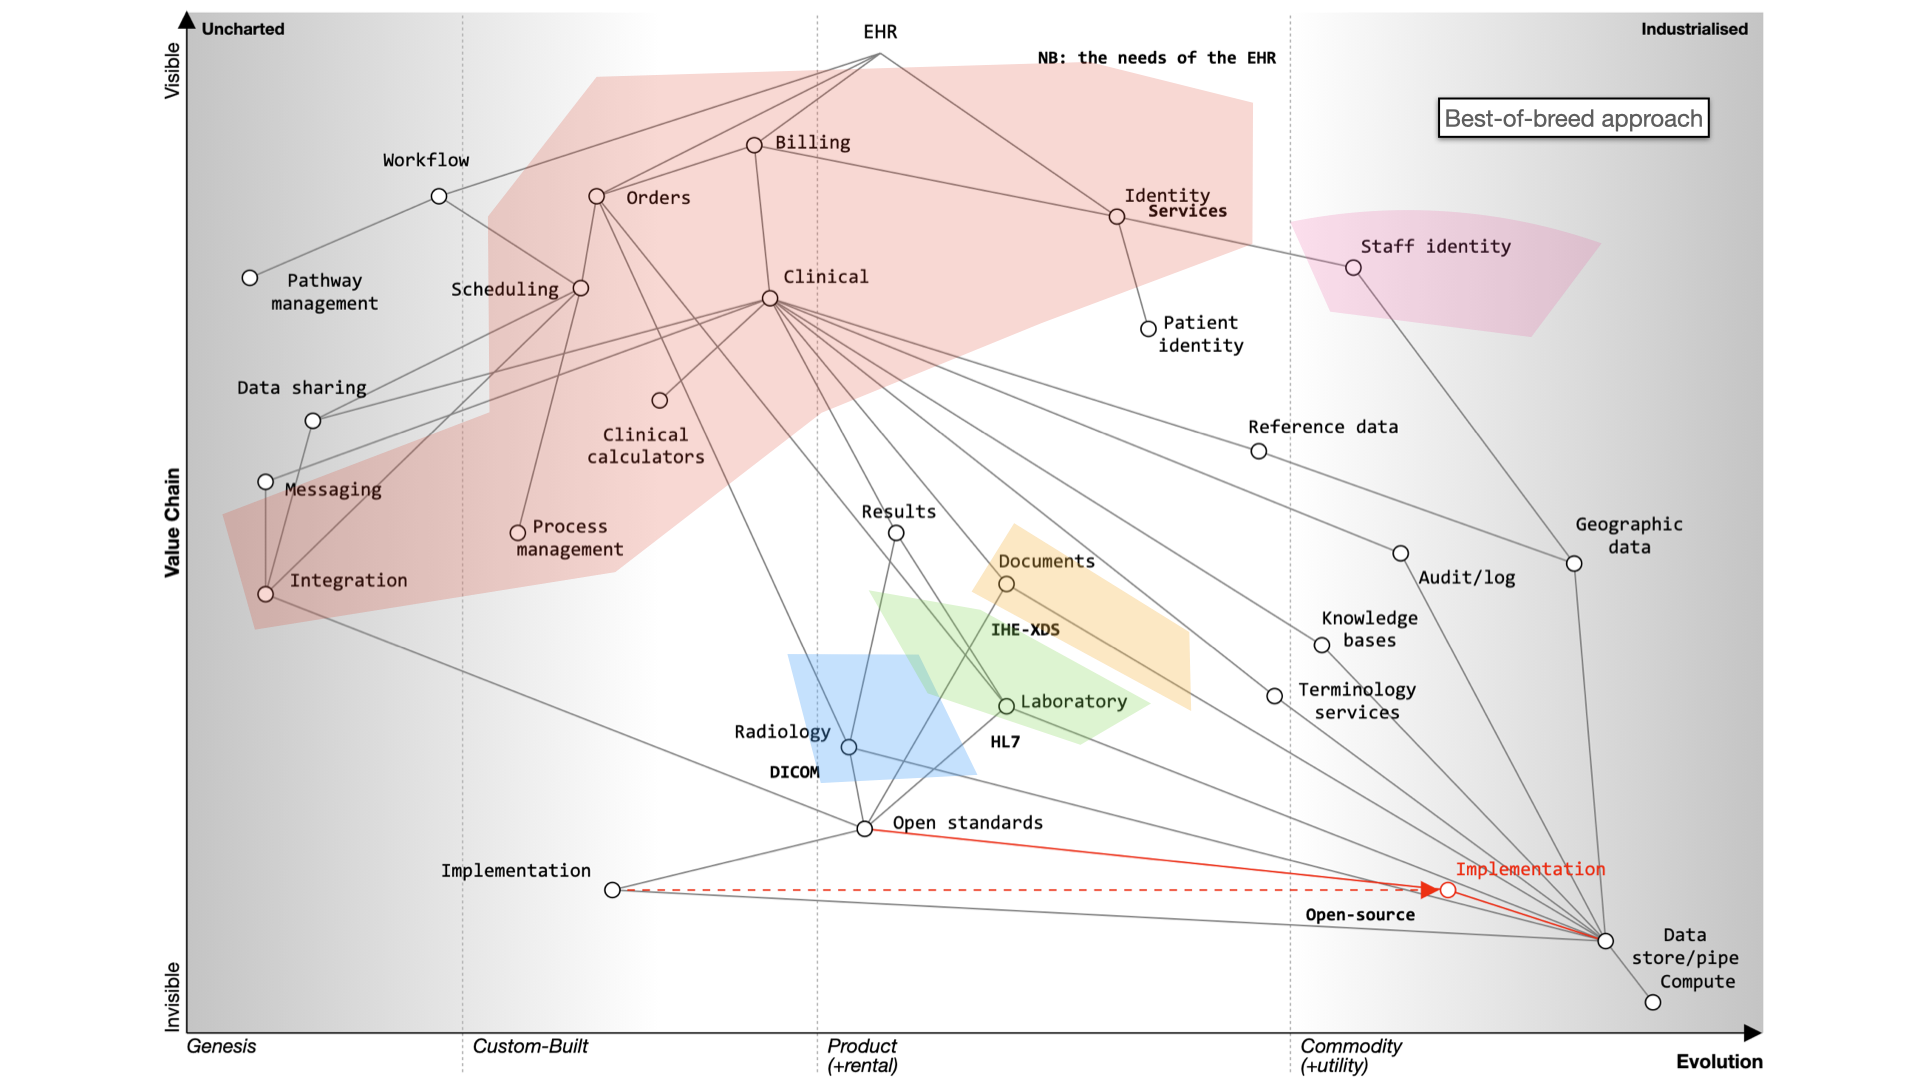 Uncharted
EHR
Industrialised
NB: the needs of the EHR
Visible
Best-of-breed approach
Billing
Workflow
Orders
Identity
Services
Staff identity
Pathway
management
Scheduling
Clinical
Patient
identity
Data sharing
Clinical
calculators
Reference data
Messaging
Value Chain
Process
management
Results
Geographic
data
Documents
Audit/log
Integration
IHE-XDS
Knowledge
bases
Terminology
services
Laboratory
Radiology
HL7
DICOM
Open standards
Implementation
Implementation
Open-source
Data
store/pipe
Compute
Invisible
Genesis
Custom-Built
Product
(+rental)
Commodity
(+utility)
Evolution